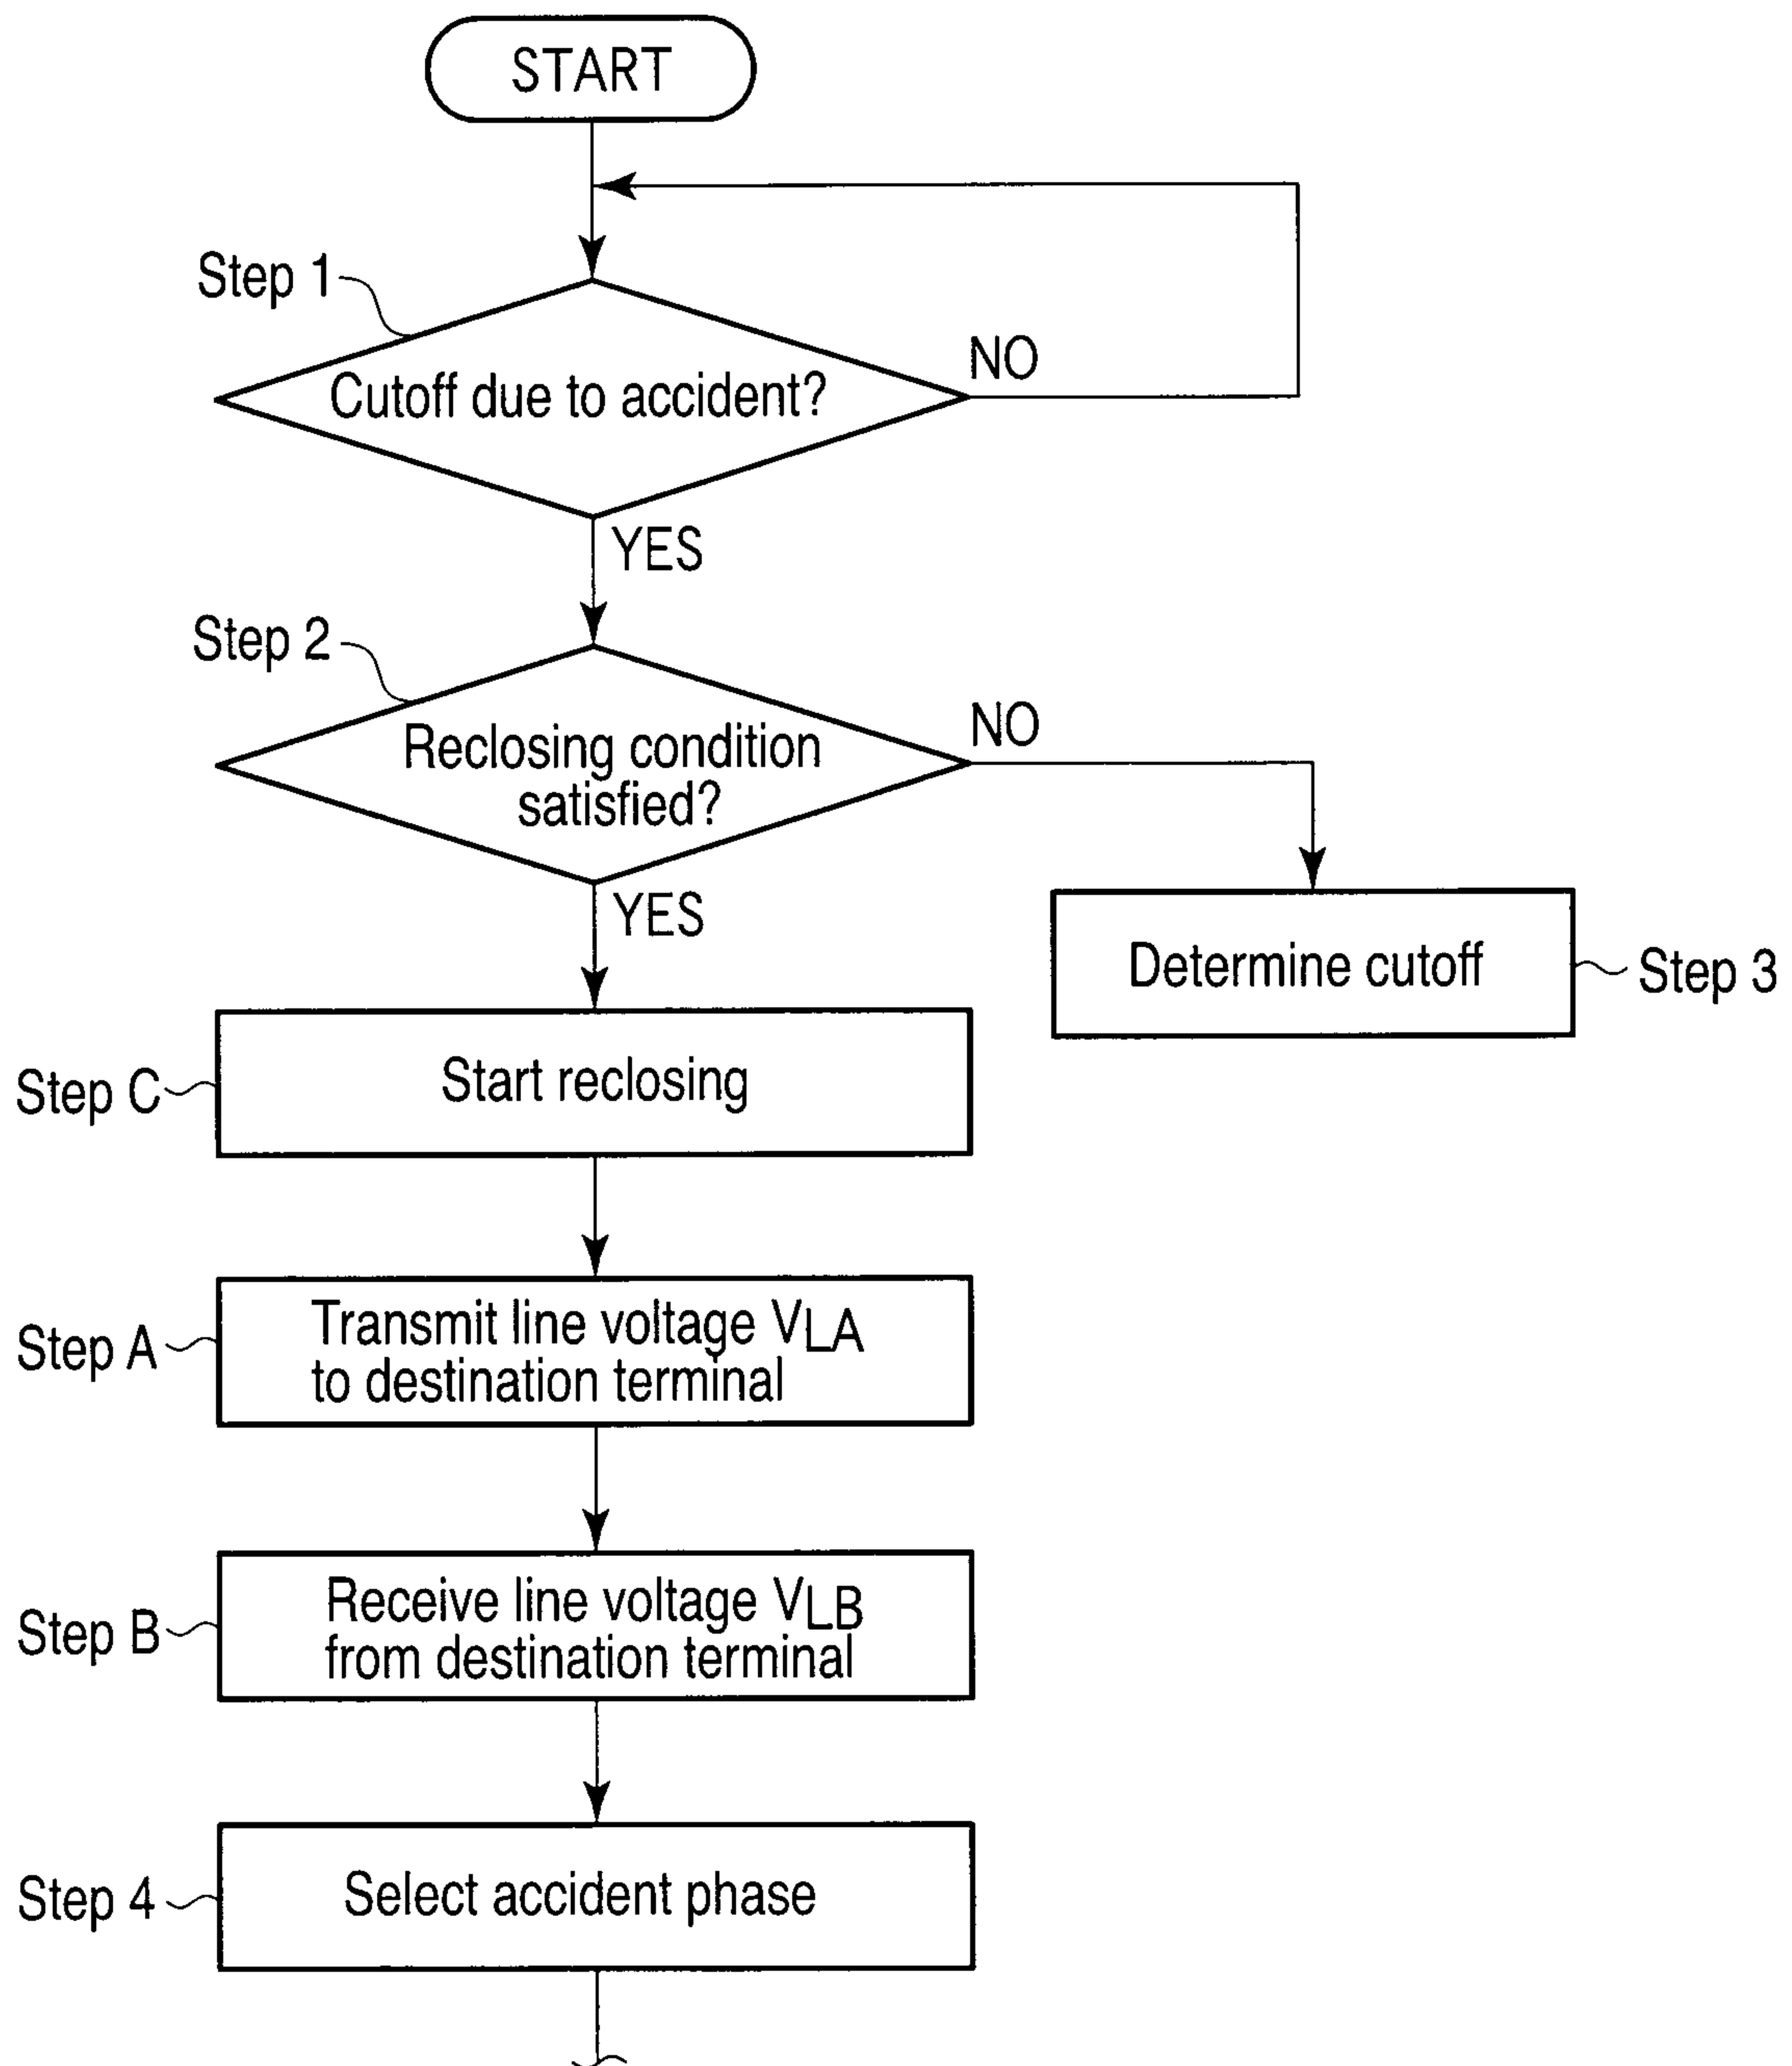 START
Step 1
Cutoff due to accident?
NO
YES
Step 2
Reclosing condition
satisfied?
NO
YES
Determine cutoff
Step 3
Step C
Start reclosing
Step A
Transmit line voltage VLA
to destination terminal
Step B
Receive line voltage VLB
from destination terminal
Step 4
Select accident phase